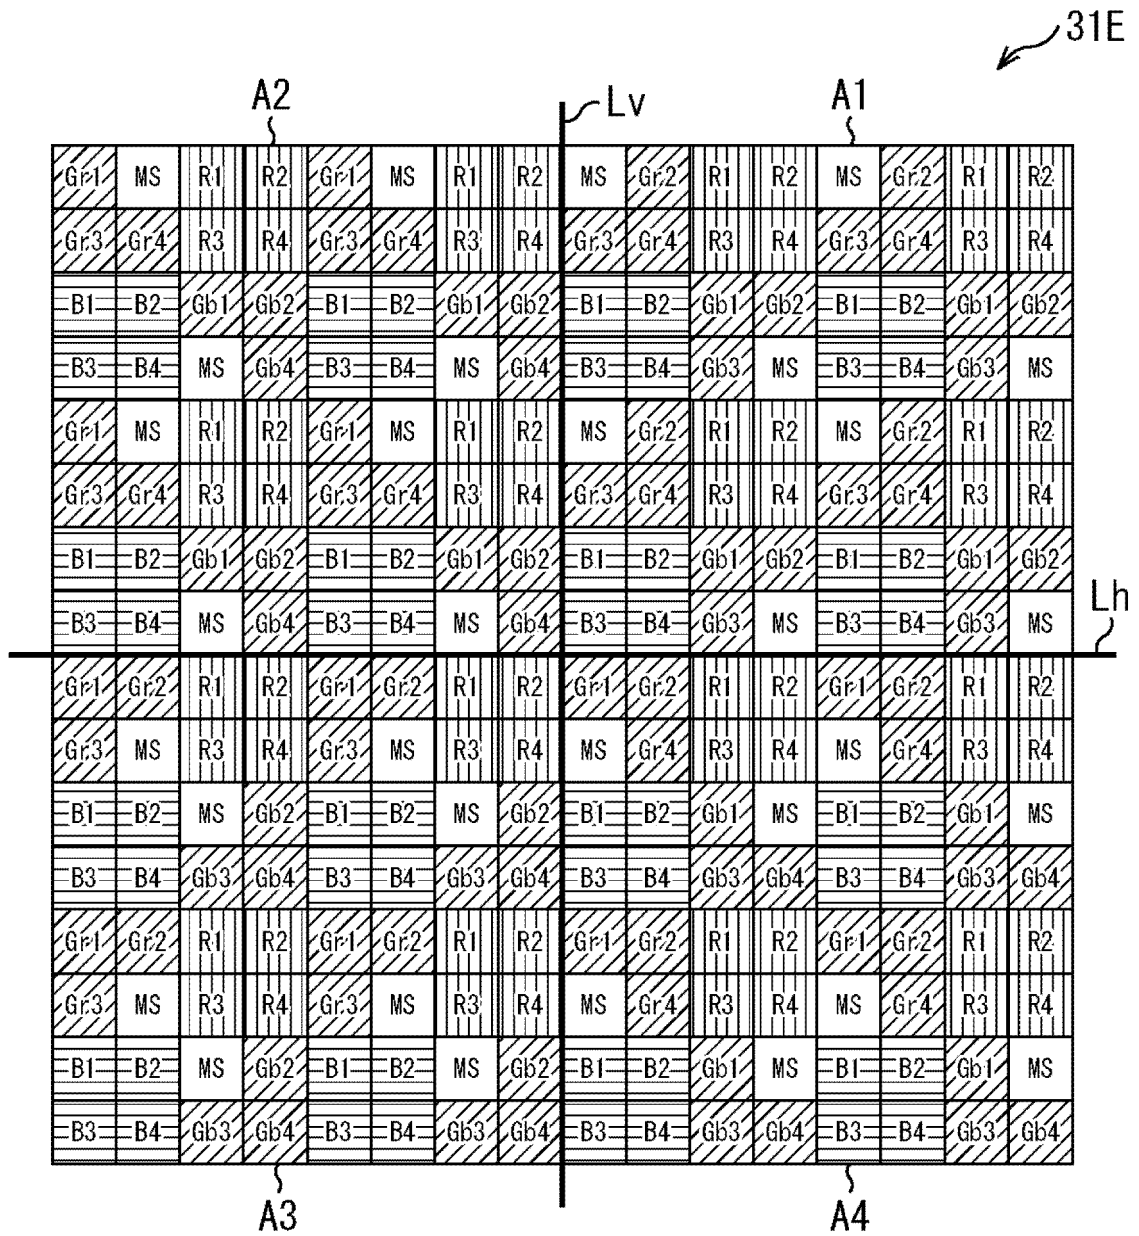 31E
A2 Lv A1
Gr1 MS R1 R2 Gr1 MS R1 R2 MS Gr2 R1 R2 MS Gr2 R1 R2
Gr3 Gr4 R3 R4 Gr3 Gr4 R3 R4 Gr3 Gr4 R3 R4 Gr3 Gr4 R3 R4
B1 B2 Gb1 Gb2 B1 B2 Gb1 Gb2 B1 B2 Gb1 Gb2 B1 B2 Gb1 Gb2
B3 B4 MS Gb4 B3 B4 MS Gb4 B3 B4 Gb3 MS B3 B4 Gb3 MS
Gr1 MS R1 R2 Gr1 MS R1 R2 MS Gr2 R1 R2 MS Gr2 R1 R2
Gr3 Gr4 R3 R4 Gr3 Gr4 R3 R4 Gr3 Gr4 R3 R4 Gr3 Gr4 R3 R4
B1 B2 Gb1 Gb2 B1 B2 Gb1 Gb2 B1 B2 Gb1 Gb2 B1 B2 Gb1 Gb2
B3 B4 MS Gb4 B3 B4 MS Gb4 B3 B4 Gb3 MS B3 B4 Gb3 MS
Lh
Gr1 Gr2 R1 R2 Gr1 Gr2 R1 R2 Gr1 Gr2 R1 R2 Gr1 Gr2 R1 R2
Gr3 MS R3 R4 Gr3 MS R3 R4 MS Gr4 R3 R4 MS Gr4 R3 R4
B1 B2 MS Gb2 B1 B2 MS Gb2 B1 B2 Gb1 MS B1 B2 Gb1 MS
B3 B4 Gb3 Gb4 B3 B4 Gb3 Gb4 B3 B4 Gb3 Gb4 B3 B4 Gb3 Gb4
Gr1 Gr2 R1 R2 Gr1 Gr2 R1 R2 Gr1 Gr2 R1 R2 Gr1 Gr2 R1 R2
Gr3 MS R3 R4 Gr3 MS R3 R4 MS Gr4 R3 R4 MS Gr4 R3 R4
B1 B2 MS Gb2 B1 B2 MS Gb2 B1 B2 Gb1 MS B1 B2 Gb1 MS
B3 B4 Gb3 Gb4 B3 B4 Gb3 Gb4 B3 B4 Gb3 Gb4 B3 B4 Gb3 Gb4
A3 A4